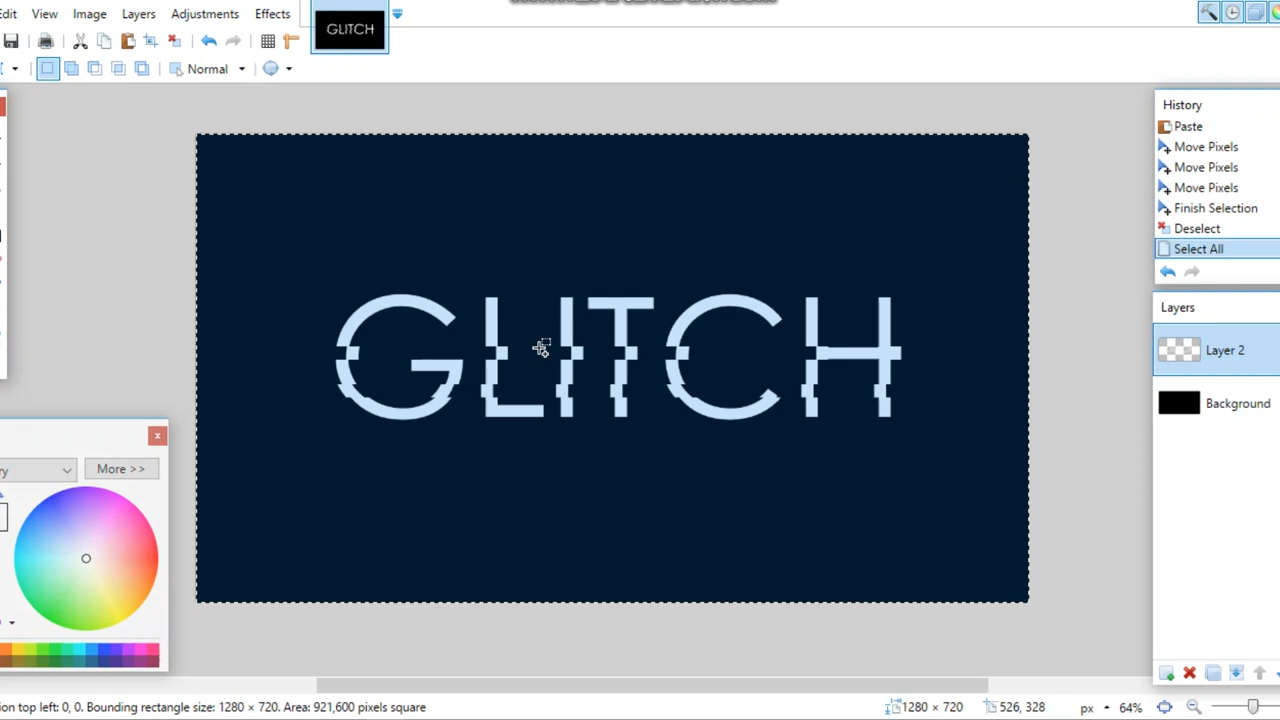 View Image Layers Adjustments Effects
GLITCH
Normal
History
Paste
Move Pixels
Move Pixels
Move Pixels
Finish Selection
Deselect
Select All
Layers
Layer 2
Background
GLITCH
More >>
top left: 0, 0. Bounding rectangle size: 1280 × 720. Area: 921,600 pixels square
1280 × 720
526, 328
px
64%